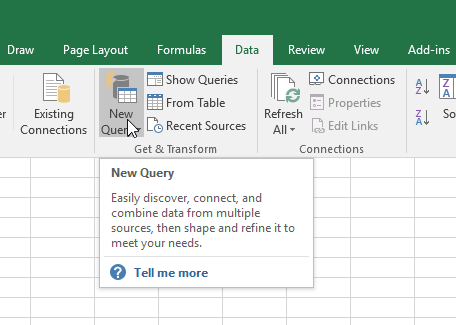 Draw Page Layout Formulas Data Review View Add-ins
Existing Connections
New Query
Show Queries
From Table
Recent Sources
Get & Transform
Refresh All
Connections
Properties
Edit Links
Connections
A Z
Z A
New Query
Easily discover, connect, and
combine data from multiple
sources, then shape and refine it to
meet your needs.
Tell me more